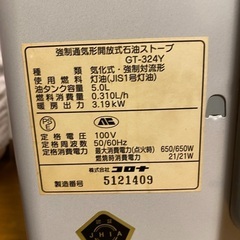 強制通気形開放式石油ストーブ
GT-324Y
種類 気化式・強制対流形
使用燃料 灯油(JIS1号灯油)
油タンク容量 5.0L
燃料消費量 0.310L/h
暖房出力 3.19kW
PSE
定格電圧 100V
定格周波数 50/60Hz
定格消費電力 最大消費電力(点火時) 650/650W
燃焼時消費電力 21/21W
株式会社 コロナ
製造番号 5121409
JHIA